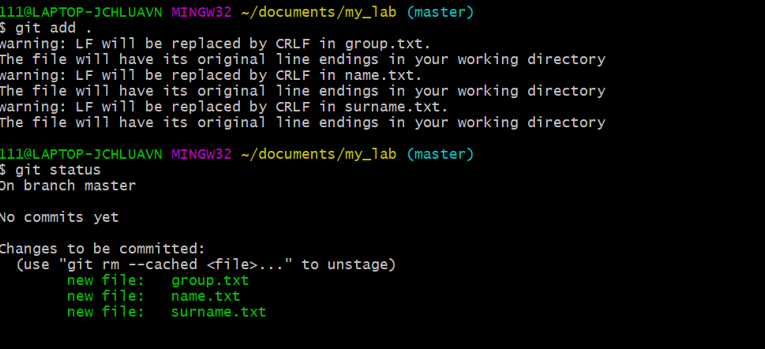 111@LAPTOP-JCHLUAVN MINGW32 ~/documents/my_lab (master)
$ git add .
warning: LF will be replaced by CRLF in group.txt.
The file will have its original line endings in your working directory
warning: LF will be replaced by CRLF in name.txt.
The file will have its original line endings in your working directory
warning: LF will be replaced by CRLF in surname.txt.
The file will have its original line endings in your working directory
111@LAPTOP-JCHLUAVN MINGW32 ~/documents/my_lab (master)
$ git status
On branch master
No commits yet
Changes to be committed:
(use "git rm --cached <file>..." to unstage)
new file:   group.txt
new file:   name.txt
new file:   surname.txt